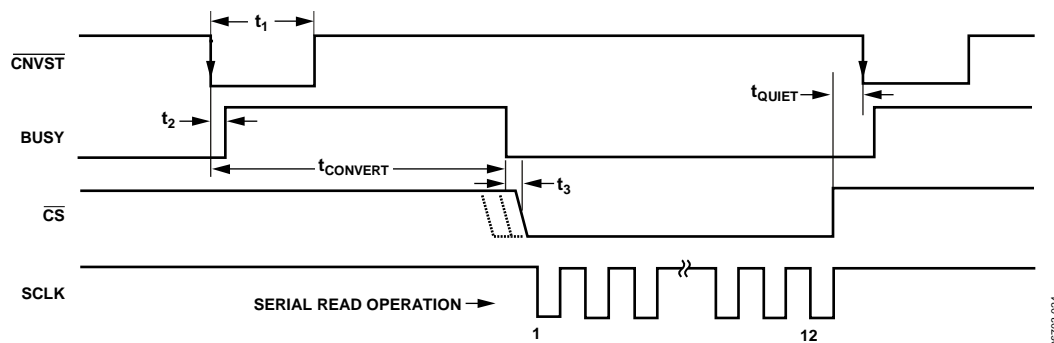 t1
CNVST
tQUIET
t2
BUSY
tCONVERT
t3
CS
SCLK
SERIAL READ OPERATION
1
12